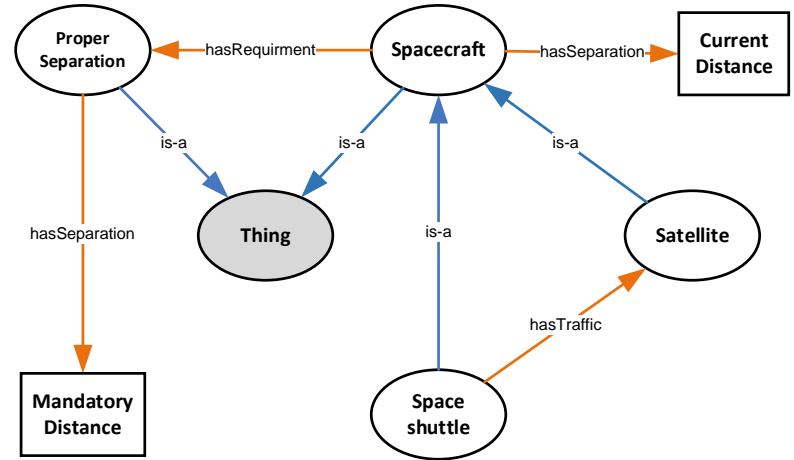 Proper
Separation
hasRequirment
Spacecraft
hasSeparation
Current
Distance
is-a
is-a
is-a
hasSeparation
Thing
is-a
Satellite
hasTraffic
Mandatory
Distance
Space
shuttle